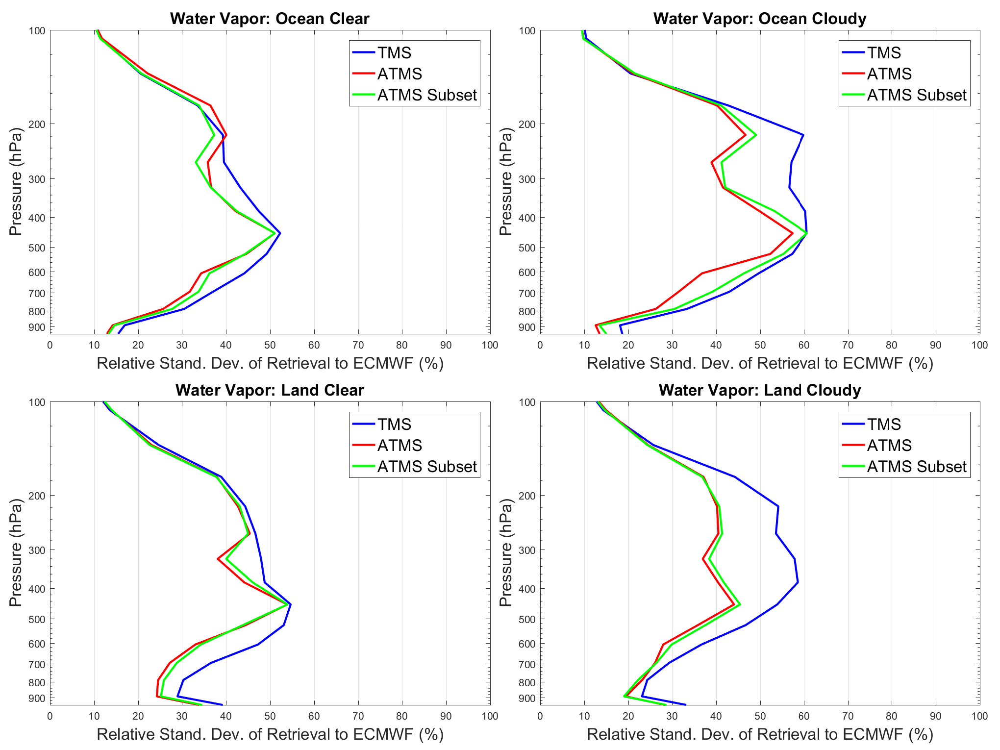 Water Vapor: Ocean Clear
Pressure (hPa)
100
200
300
400
500
600
700
800
900
TMS
ATMS
ATMS Subset
0 10 20 30 40 50 60 70 80 90 100
Relative Stand. Dev. of Retrieval to ECMWF (%)
Water Vapor: Ocean Cloudy
Pressure (hPa)
100
200
300
400
500
600
700
800
900
TMS
ATMS
ATMS Subset
0 10 20 30 40 50 60 70 80 90 100
Relative Stand. Dev. of Retrieval to ECMWF (%)
Water Vapor: Land Clear
Pressure (hPa)
100
200
300
400
500
600
700
800
900
TMS
ATMS
ATMS Subset
0 10 20 30 40 50 60 70 80 90 100
Relative Stand. Dev. of Retrieval to ECMWF (%)
Water Vapor: Land Cloudy
Pressure (hPa)
100
200
300
400
500
600
700
800
900
TMS
ATMS
ATMS Subset
0 10 20 30 40 50 60 70 80 90 100
Relative Stand. Dev. of Retrieval to ECMWF (%)